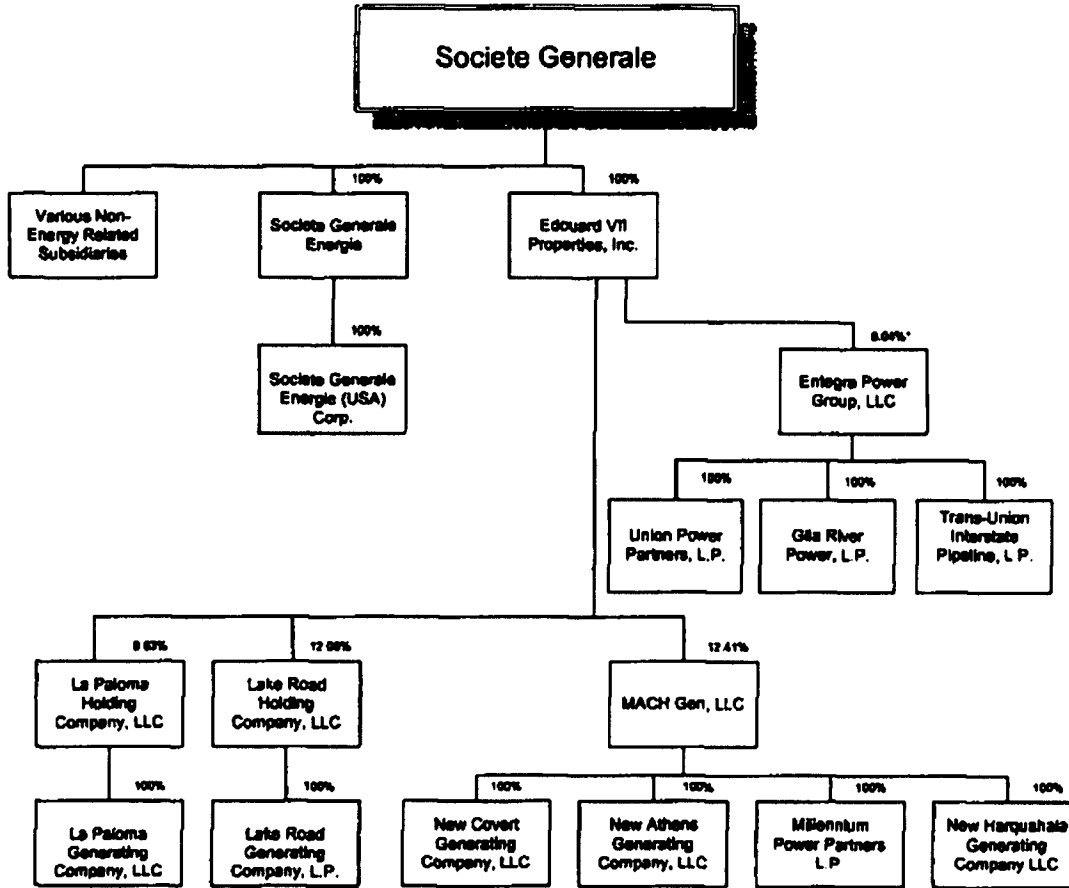 Societe Generale
100%
100%
Various Non-
Energy Related
Subsidiaries
Societe Generale
Energie
Edouard VII
Properties, Inc.
100%
Societe Generale
Energie (USA)
Corp.
Entegra Power
Group, LLC
100%
100%
100%
Union Power
Partners, L.P.
Gila River
Power, L.P.
Trans-Union
Interstate
Pipeline, L.P.
12.41%
La Paloma
Holding
Company, LLC
Lake Road
Holding
Company, LLC
MACH Gen, LLC
100%
100%
100%
100%
100%
100%
La Paloma
Generating
Company, LLC
Lake Road
Generating
Company, L.P.
New Covert
Generating
Company, LLC
New Athens
Generating
Company, LLC
Millennium
Power Partners
L.P
New Harquahala
Generating
Company LLC